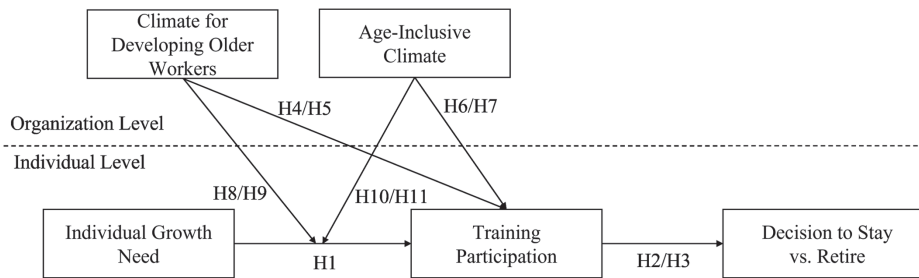 Climate for
Developing Older
Workers
Age-Inclusive
Climate
H4/H5
H6/H7
Organization Level
Individual Level
H8/H9
H10/H11
Individual Growth
Need
H1
Training
Participation
H2/H3
Decision to Stay
vs. Retire